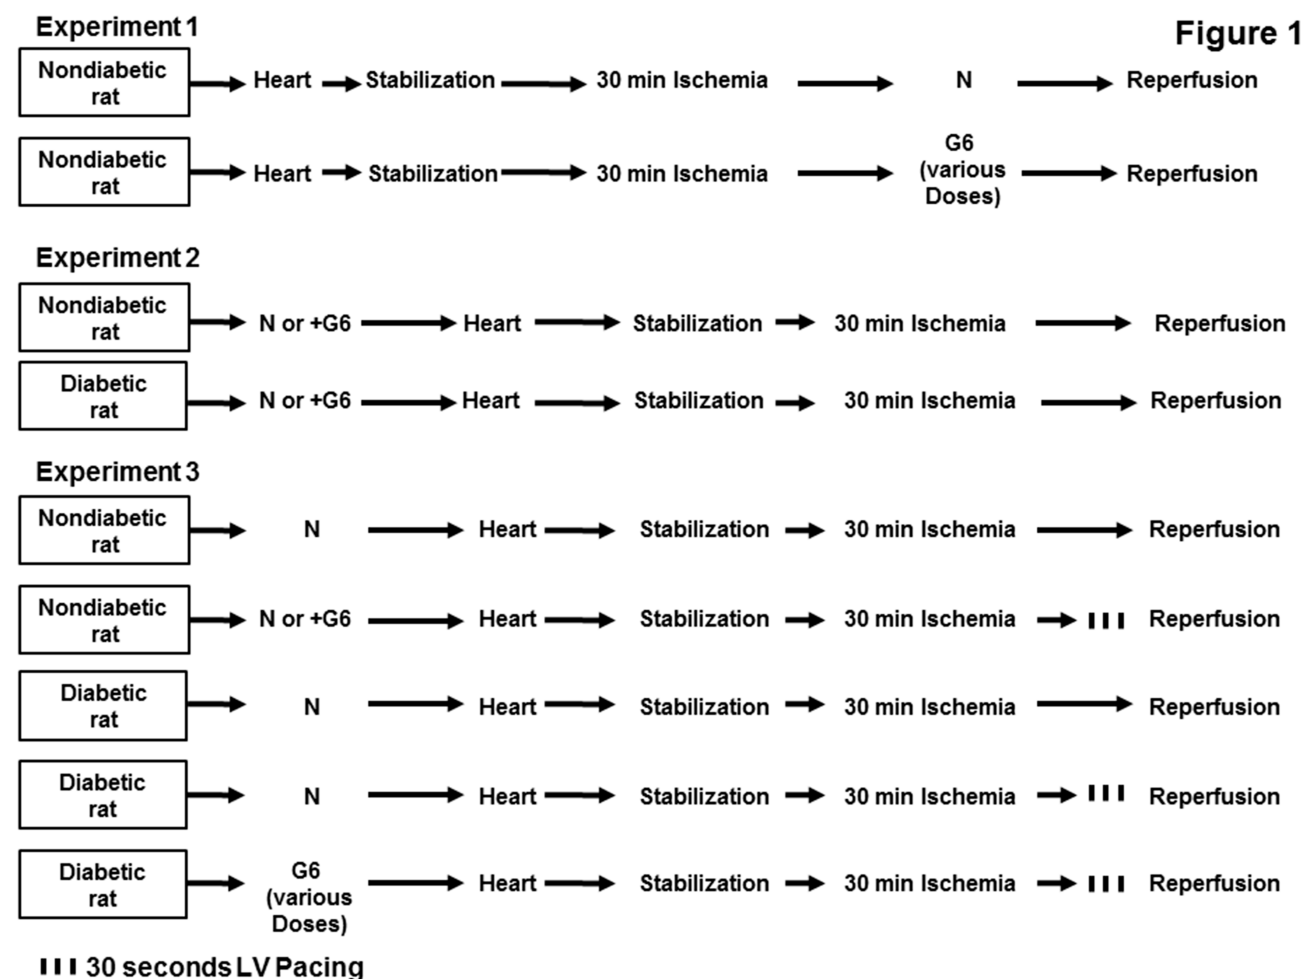 Figure 1
Experiment 1
Nondiabetic
rat
Heart
Stabilization
30 min Ischemia
N
Reperfusion
Nondiabetic
rat
Heart
Stabilization
30 min Ischemia
G6
(various
Doses)
Reperfusion
Experiment 2
Nondiabetic
rat
N or +G6
Heart
Stabilization
30 min Ischemia
Reperfusion
Diabetic
rat
N or +G6
Heart
Stabilization
30 min Ischemia
Reperfusion
Experiment 3
Nondiabetic
rat
N
Heart
Stabilization
30 min Ischemia
Reperfusion
Nondiabetic
rat
N or +G6
Heart
Stabilization
30 min Ischemia
Reperfusion
Diabetic
rat
N
Heart
Stabilization
30 min Ischemia
Reperfusion
Diabetic
rat
N
Heart
Stabilization
30 min Ischemia
Reperfusion
Diabetic
rat
G6
(various
Doses)
Heart
Stabilization
30 min Ischemia
Reperfusion
30 seconds LV Pacing